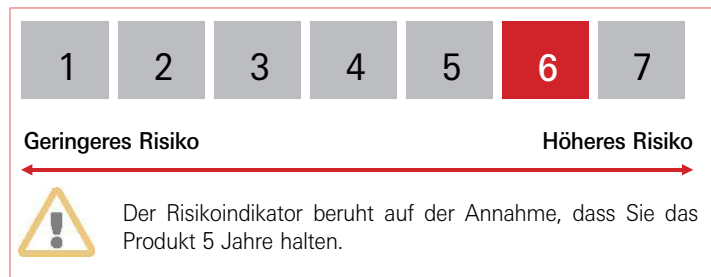 1 2 3 4 5 6 7
Geringeres Risiko Höheres Risiko
Der Risikoindikator beruht auf der Annahme, dass Sie das
Produkt 5 Jahre halten.